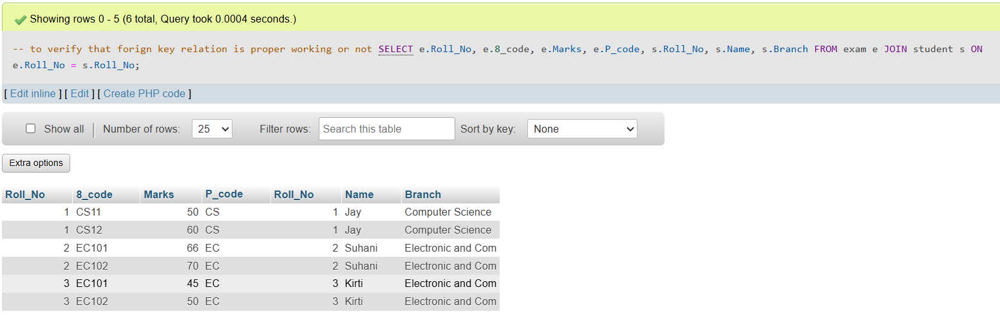 Showing rows 0 - 5 (6 total, Query took 0.0004 seconds.)
-- to verify that forign key relation is proper working or not SELECT e.Roll_No, e.8_code, e.Marks, e.P_code, s.Roll_No, s.Name, s.Branch FROM exam e JOIN student s ON
e.Roll_No = s.Roll_No;
[ Edit inline ] [ Edit ] [ Create PHP code ]
Show all | Number of rows: 25 Filter rows: Search this table Sort by key: None
Extra options
Roll_No 8_code Marks P_code Roll_No Name Branch
1 CS11 50 CS 1 Jay Computer Science
1 CS12 60 CS 1 Jay Computer Science
2 EC101 66 EC 2 Suhani Electronic and Com
2 EC102 70 EC 2 Suhani Electronic and Com
3 EC101 45 EC 3 Kirti Electronic and Com
3 EC102 50 EC 3 Kirti Electronic and Com